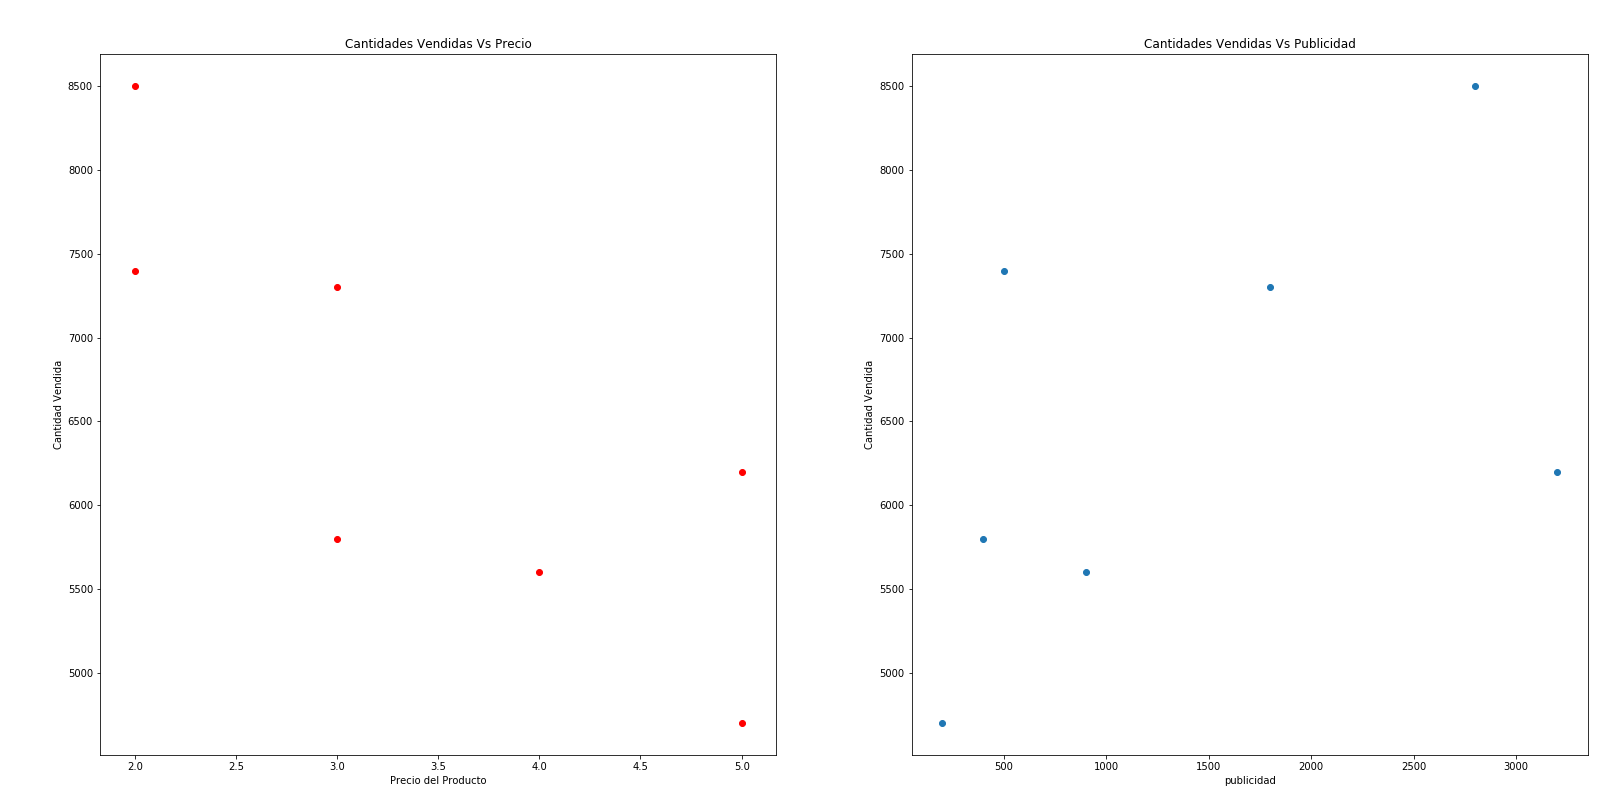 Cantidades Vendidas Vs Precio
8500
8000
7500
7000
6500
6000
5500
5000
Cantidad Vendida
2.0 2.5 3.0 3.5 4.0 4.5 5.0
Precio del Producto
Cantidades Vendidas Vs Publicidad
8500
8000
7500
7000
6500
6000
5500
5000
Cantidad Vendida
500 1000 1500 2000 2500 3000
publicidad